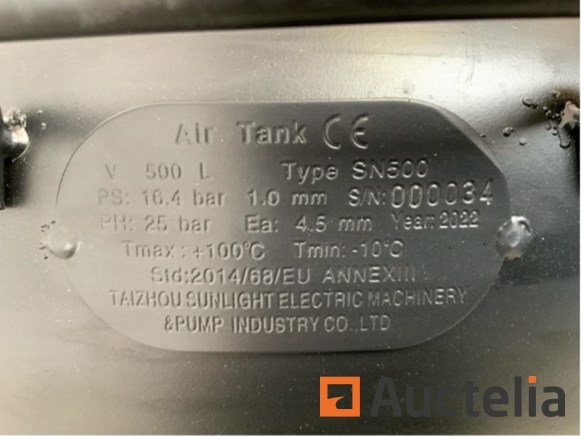 Air Tank CE
V 500 L Type SN500
PS: 16.4 bar 1.0 mm S/N: 000034
PH: 25 bar Ea: 4.5 mm Year: 2022
Tmax: +100°C Tmin: -10°C
Std:2014/68/EU ANNEXIII
TAIZHOU SUNLIGHT ELECTRIC MACHINERY
&PUMP INDUSTRY CO.,LTD
Auctelia